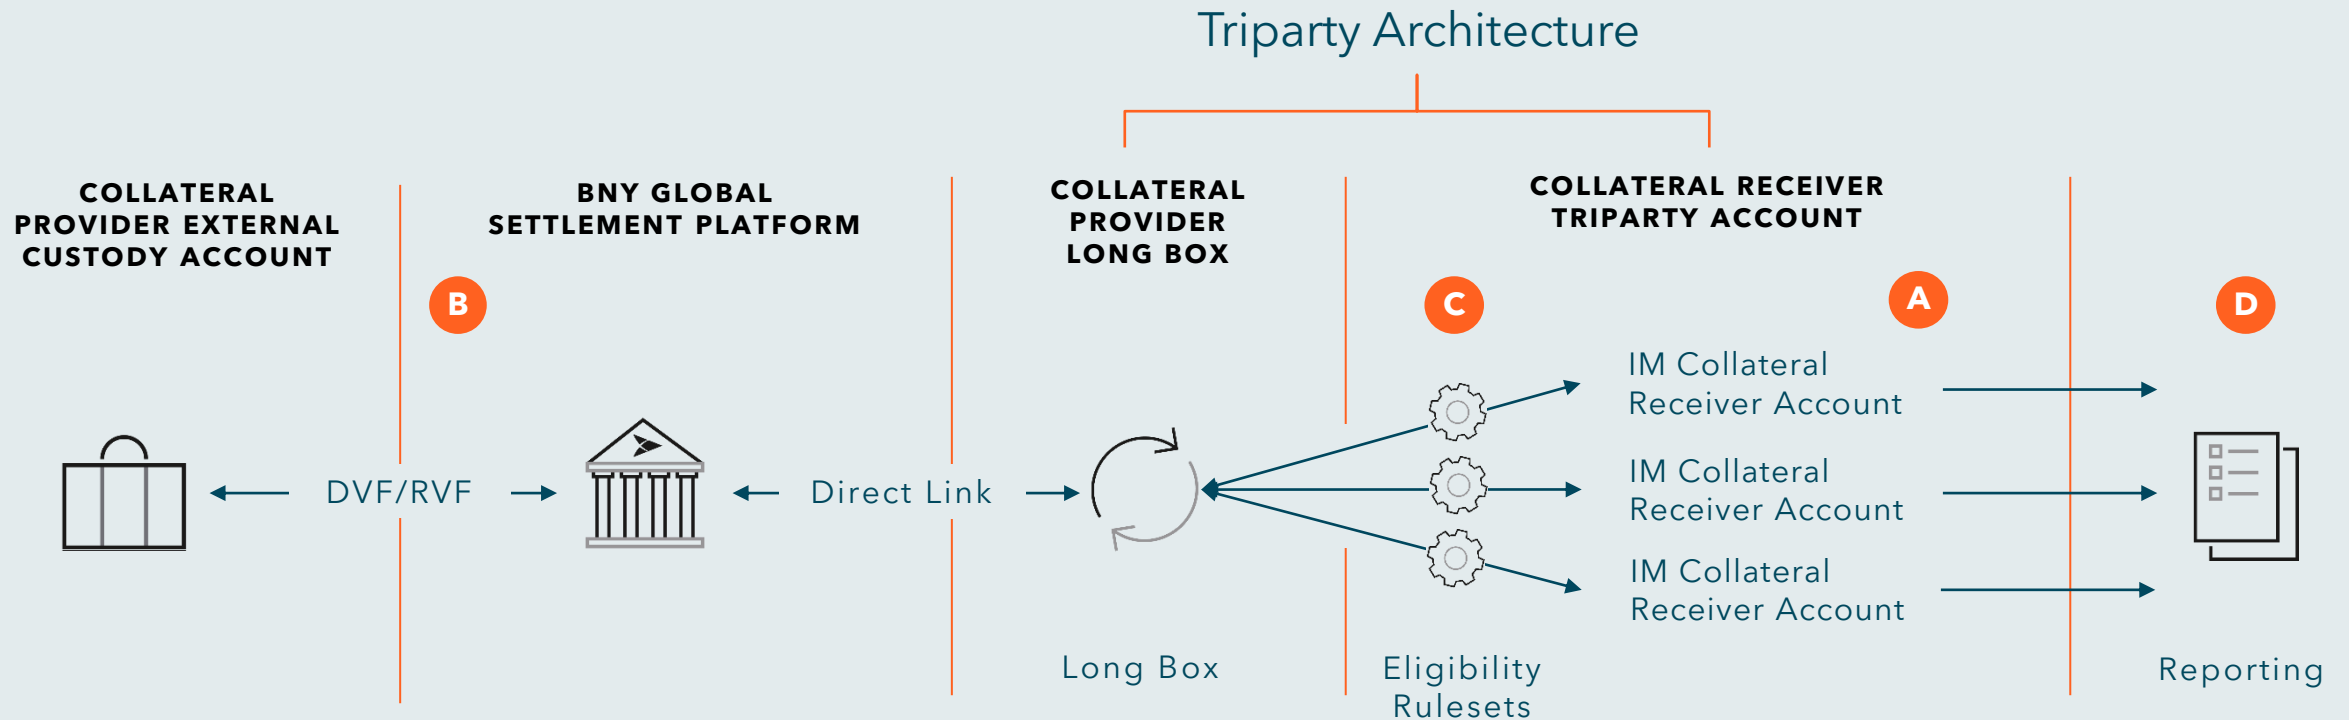 Triparty Architecture
COLLATERAL
PROVIDER EXTERNAL
CUSTODY ACCOUNT
BNY GLOBAL
SETTLEMENT PLATFORM
COLLATERAL
PROVIDER
LONG BOX
COLLATERAL RECEIVER
TRIPARTY ACCOUNT
B
C
A
D
DVF/RVF
Direct Link
IM Collateral
Receiver Account
IM Collateral
Receiver Account
IM Collateral
Receiver Account
Long Box
Eligibility
Rulesets
Reporting